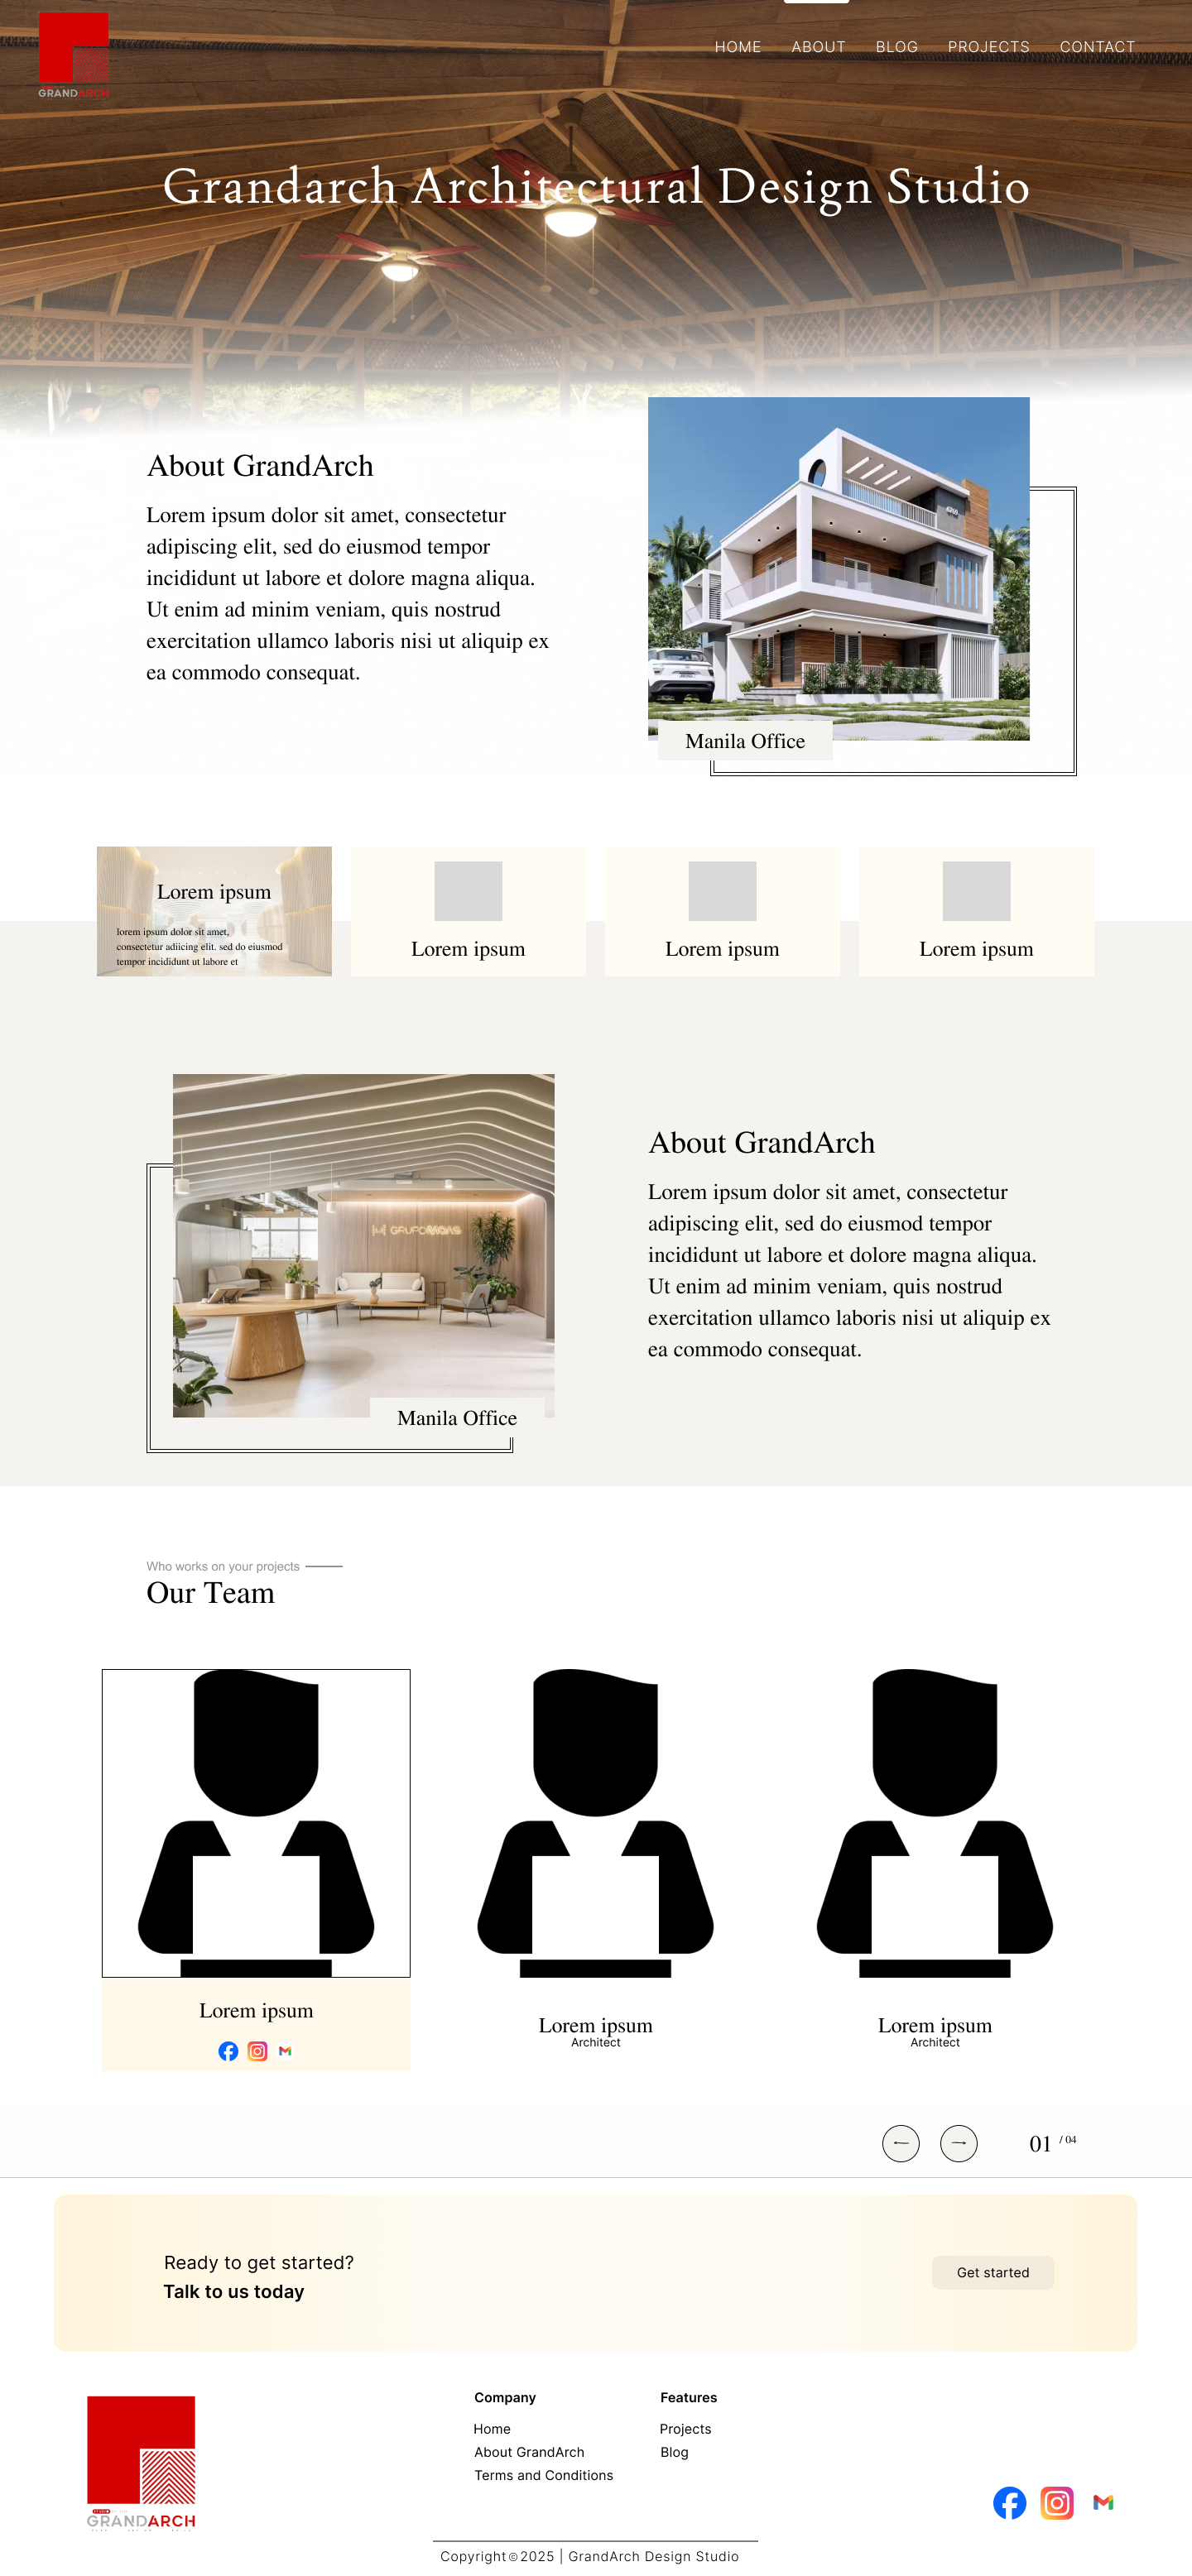 GRANDARCH
HOME ABOUT BLOG PROJECTS CONTACT
Grandarch Architectural Design Studio
About GrandArch
Lorem ipsum dolor sit amet, consectetur
adipiscing elit, sed do eiusmod tempor
incididunt ut labore et dolore magna aliqua.
Ut enim ad minim veniam, quis nostrud
exercitation ullamco laboris nisi ut aliquip ex
ea commodo consequat.
Manila Office
Lorem ipsum
lorem ipsum dolor sit amet,
consectetur adiicing elit. sed do eiusmod
tempor incididunt ut labore et
Lorem ipsum
Lorem ipsum
Lorem ipsum
GRUPOMIDAS
Manila Office
About GrandArch
Lorem ipsum dolor sit amet, consectetur
adipiscing elit, sed do eiusmod tempor
incididunt ut labore et dolore magna aliqua.
Ut enim ad minim veniam, quis nostrud
exercitation ullamco laboris nisi ut aliquip ex
ea commodo consequat.
Who works on your projects
Our Team
Lorem ipsum
Lorem ipsum
Architect
Lorem ipsum
Architect
01 / 04
Ready to get started?
Talk to us today
Get started
STUDIO
GRANDARCH
Company
Home
About GrandArch
Terms and Conditions
Features
Projects
Blog
Copyright©2025 | GrandArch Design Studio